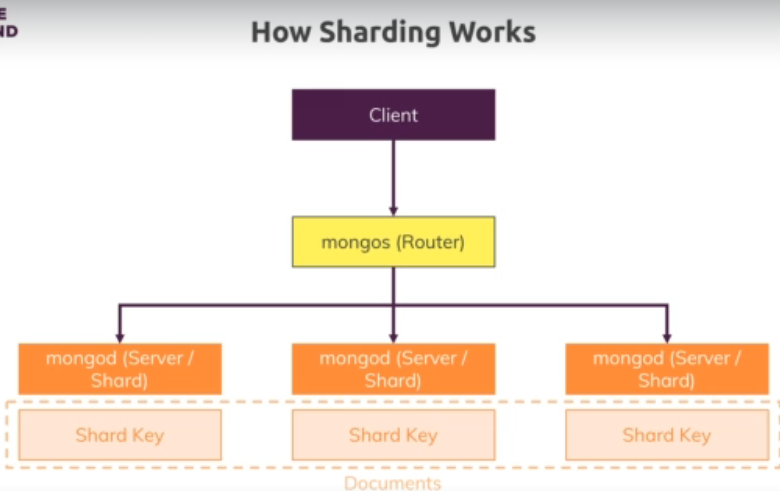 How Sharding Works
Client
mongos (Router)
mongod (Server /
Shard)
mongod (Server /
Shard)
mongod (Server /
Shard)
Shard Key
Shard Key
Shard Key
Documents